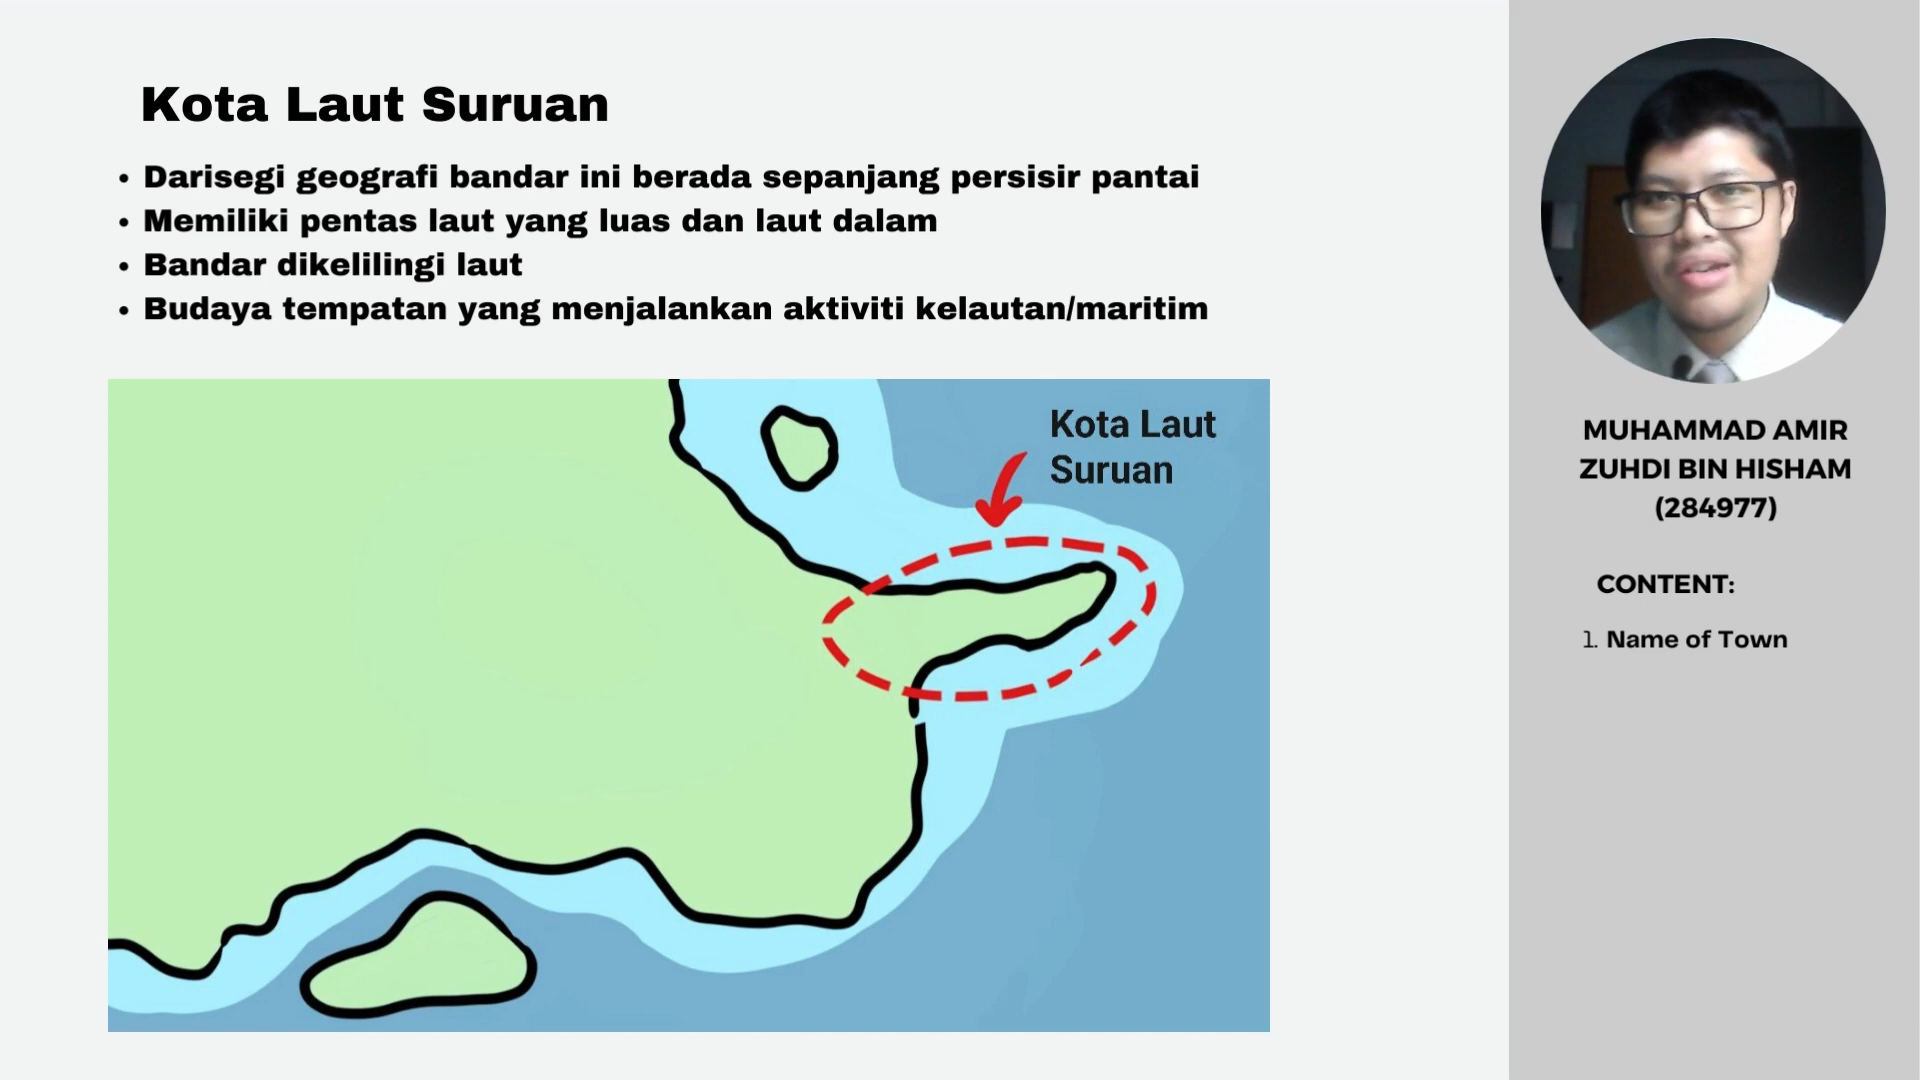 Kota Laut Suruan
• Darisegi geografi bandar ini berada sepanjang persisir pantai
• Memiliki pentas laut yang luas dan laut dalam
• Bandar dikelilingi laut
• Budaya tempatan yang menjalankan aktiviti kelautan/maritim
Kota Laut
Suruan
MUHAMMAD AMIR
ZUHDI BIN HISHAM
(284977)
CONTENT:
1. Name of Town